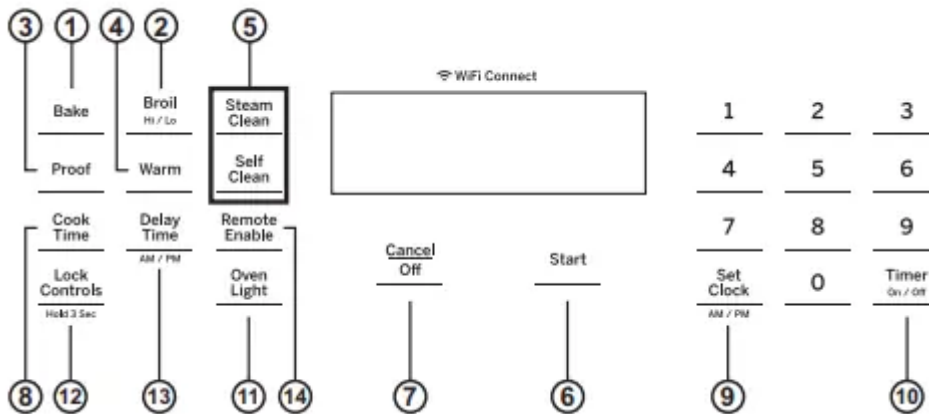 3 1 4 2 5
WiFi Connect
Bake Broil Hi / Lo Steam Clean 1 2 3
Proof Warm Self Clean 4 5 6
Cook Time Delay Time AM / PM Remote Enable Cancel Off Start 7 8 9
Lock Controls Hold 3 Sec Oven Light Set Clock AM / PM 0 Timer On / Off
8 12 13 11 14 7 6 9 10